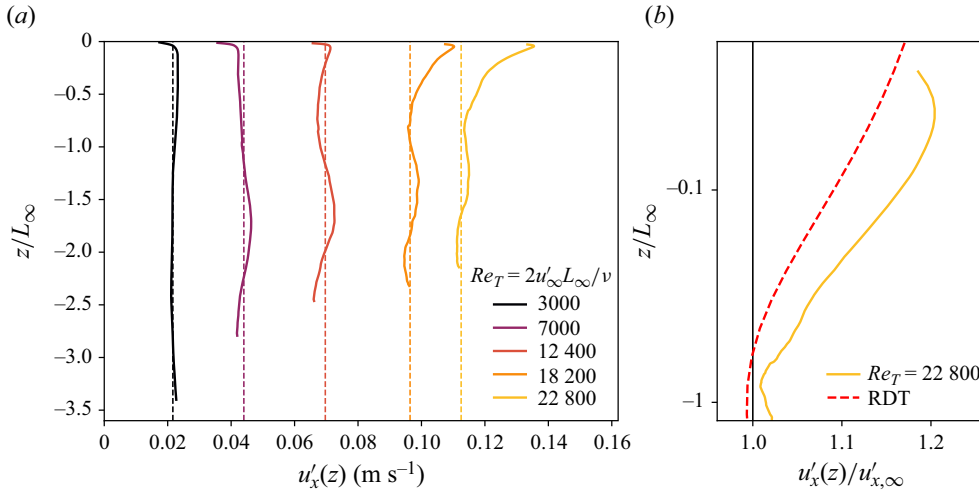 (a)
0
−0.5
−1.0
−1.5
−2.0
−2.5
−3.0
−3.5
z/L∞
Re_T = 2u′∞L∞/ν
3000
7000
12 400
18 200
22 800
0 0.02 0.04 0.06 0.08 0.10 0.12 0.14 0.16
u′x(z) (m s⁻¹)
(b)
−0.1
−1
z/L∞
Re_T = 22 800
RDT
1.0 1.1 1.2
u′x(z)/u′x,∞